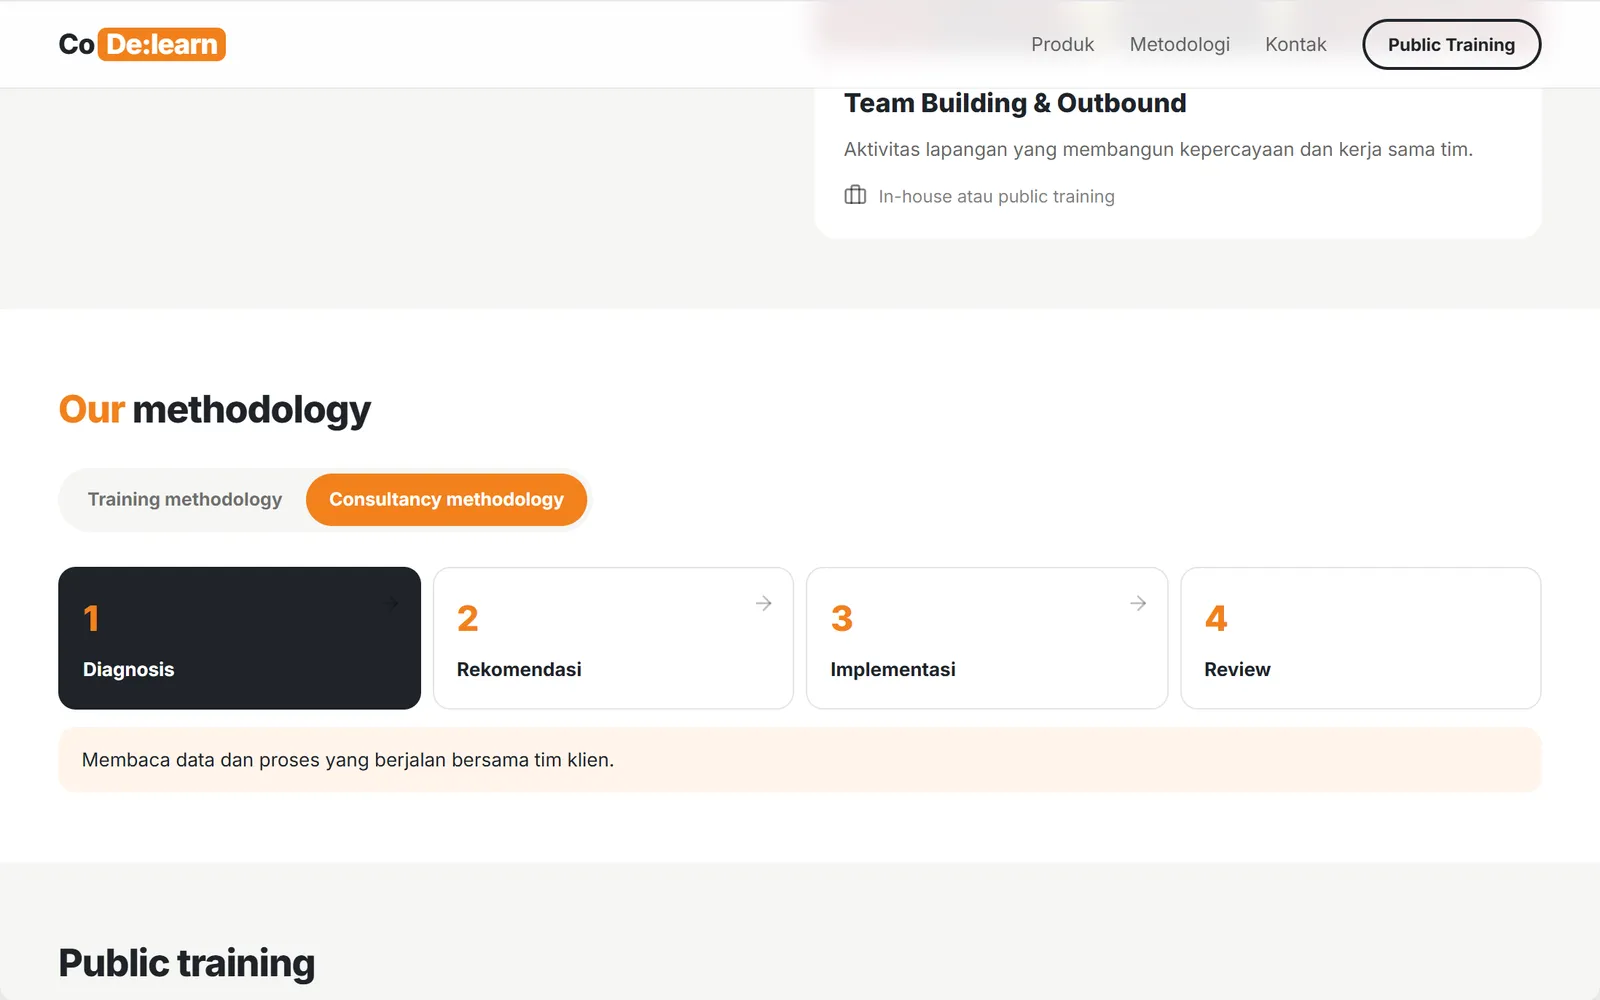 Co De:learn
Produk
Metodologi
Kontak
Public Training
Team Building & Outbound
Aktivitas lapangan yang membangun kepercayaan dan kerja sama tim.
In-house atau public training
Our methodology
Training methodology
Consultancy methodology
1
Diagnosis
2
Rekomendasi
3
Implementasi
4
Review
Membaca data dan proses yang berjalan bersama tim klien.
Public training